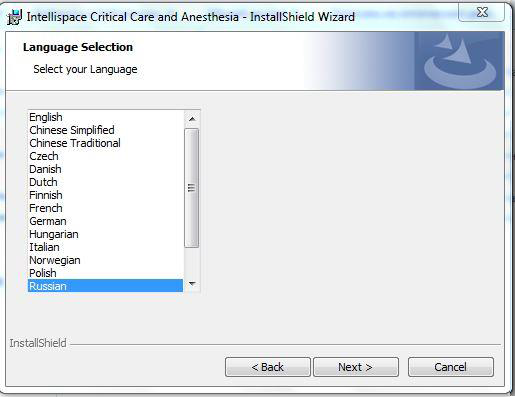 Intellispace Critical Care and Anesthesia - InstallShield Wizard
Language Selection
Select your Language
English
Chinese Simplified
Chinese Traditional
Czech
Danish
Dutch
Finnish
French
German
Hungarian
Italian
Norwegian
Polish
Russian
InstallShield
< Back
Next >
Cancel